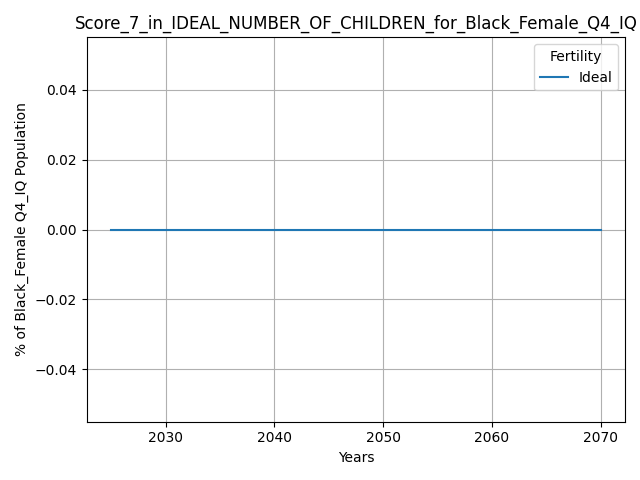 Score_7_in_IDEAL_NUMBER_OF_CHILDREN_for_Black_Female_Q4_IQ
Fertility
Ideal
0.04
0.02
0.00
−0.02
−0.04
% of Black_Female Q4_IQ Population
2030 2040 2050 2060 2070
Years